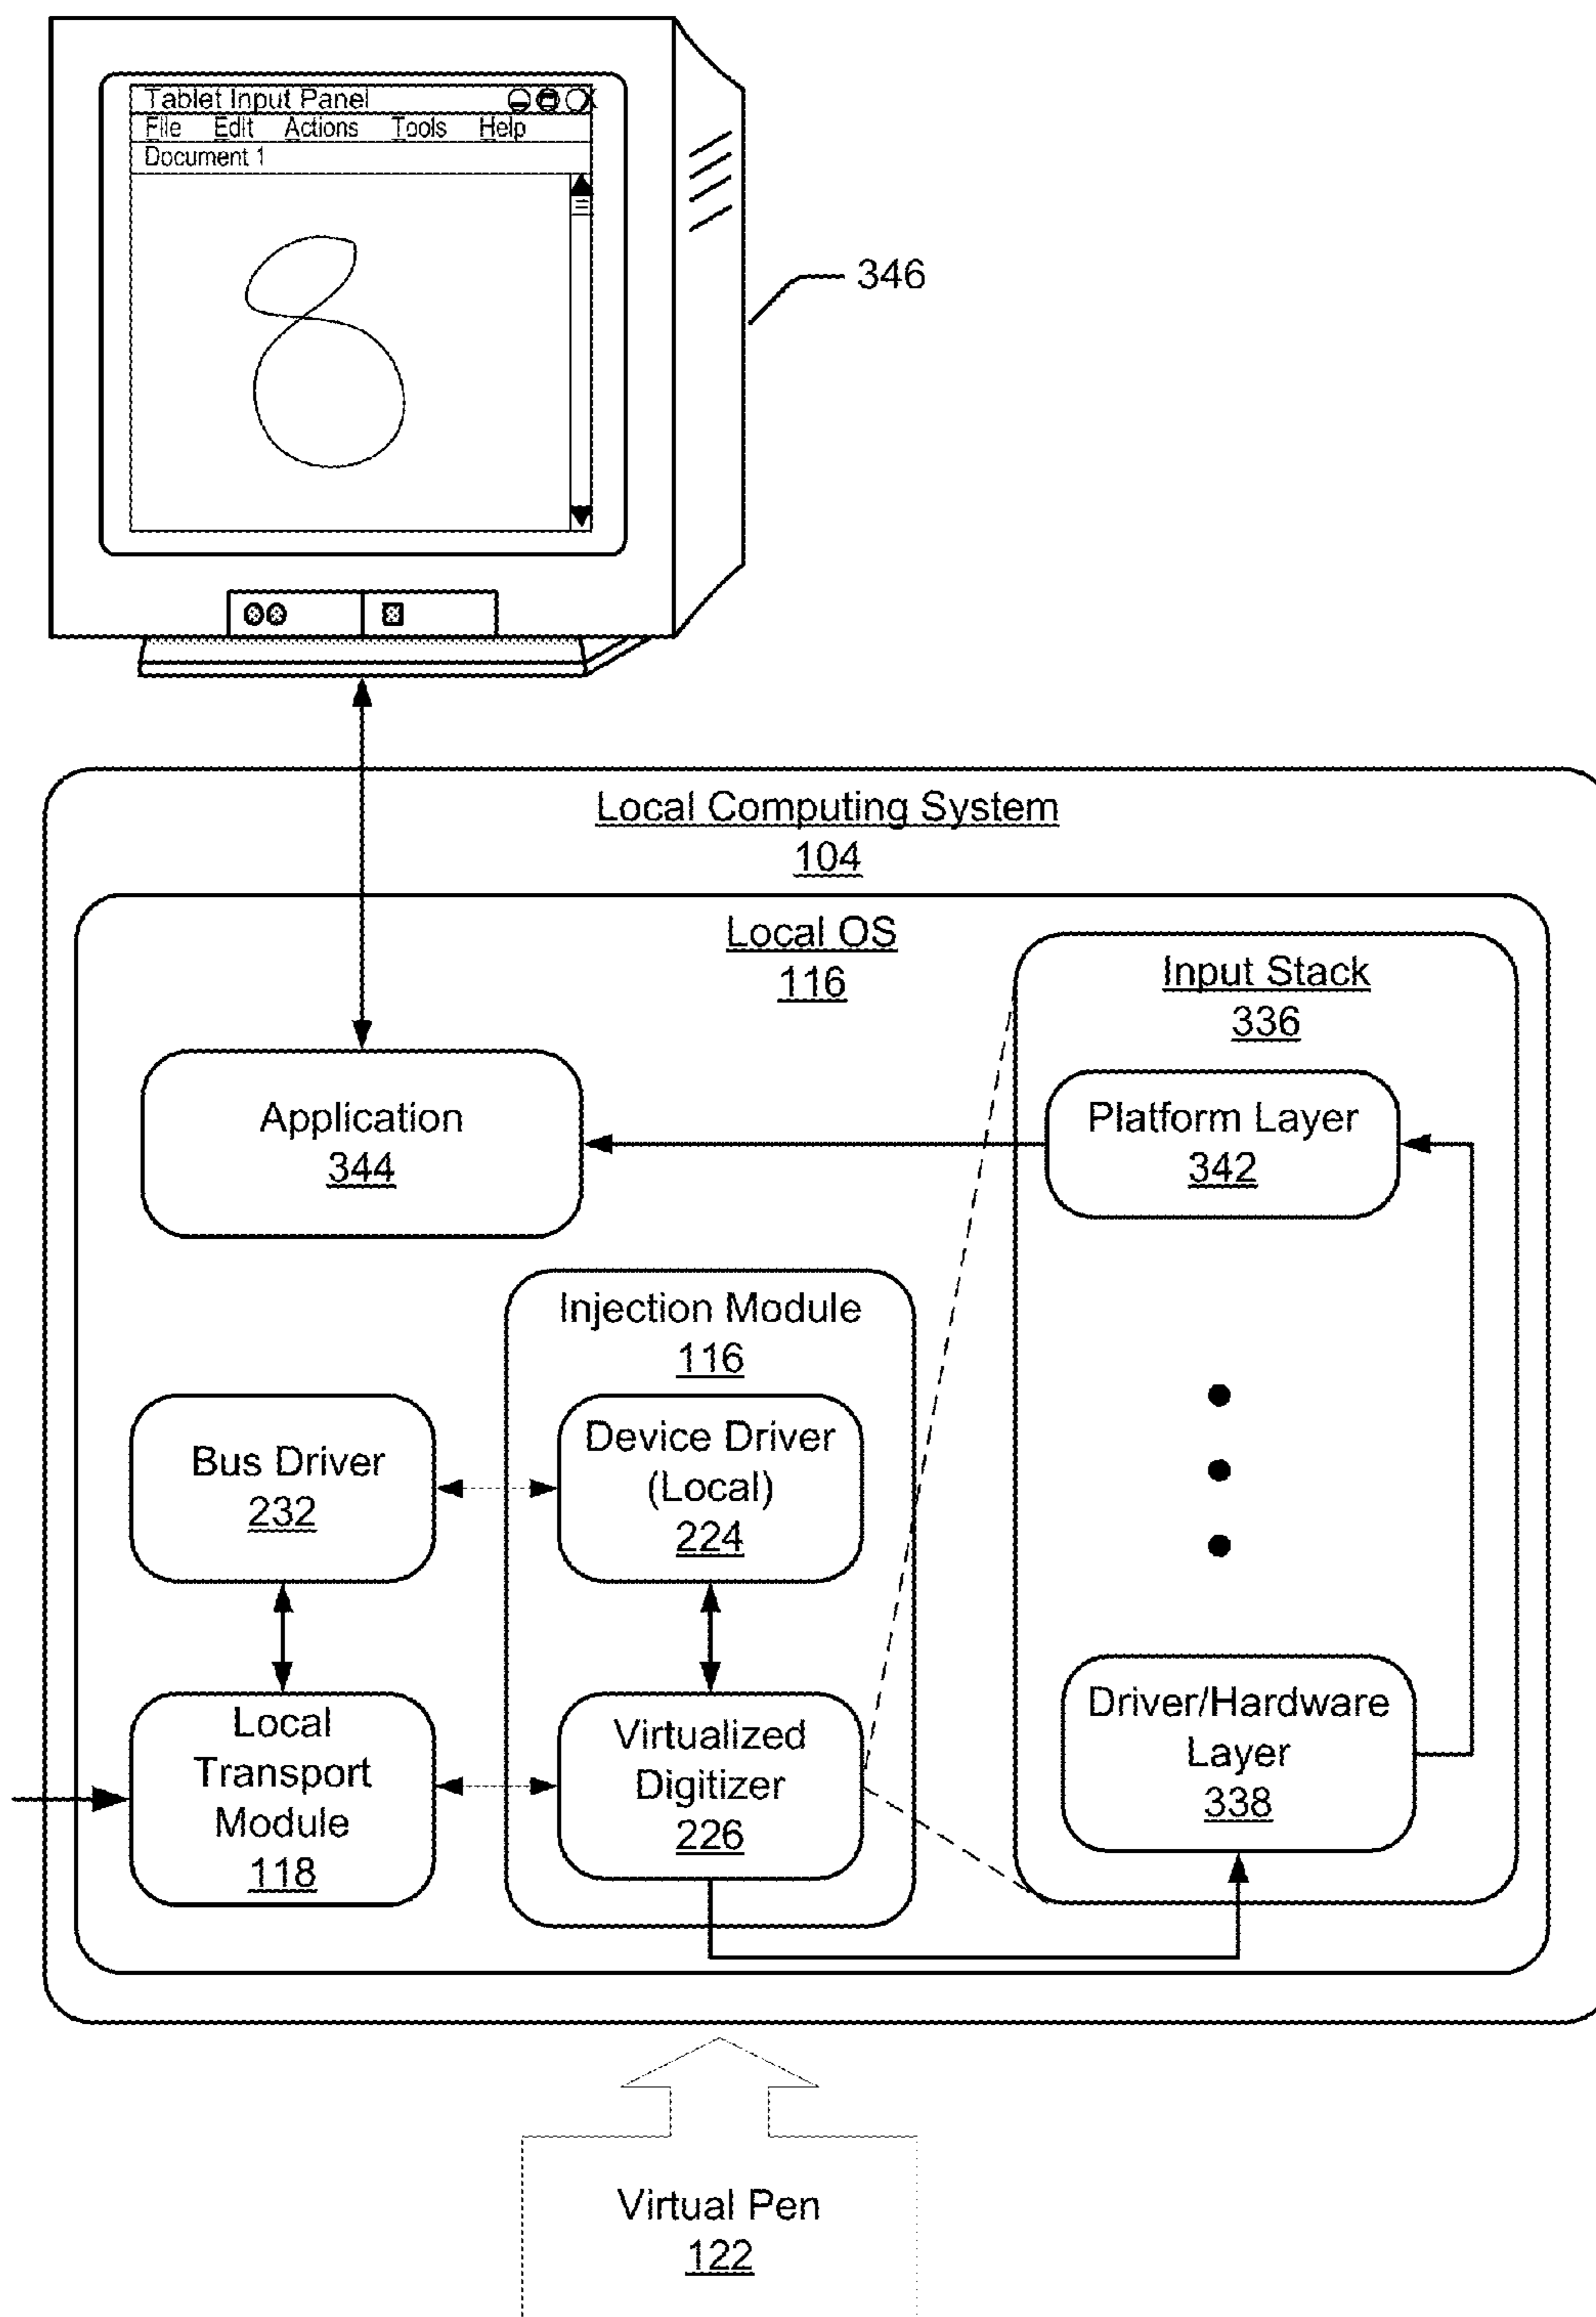 Tablet Input Panel
File Edit Actions Tools Help
Document 1
346
Local Computing System
104
Local OS
116
Input Stack
336
Application
344
Platform Layer
342
Injection Module
116
Bus Driver
232
Device Driver
(Local)
224
Local
Transport
Module
118
Virtualized
Digitizer
226
Driver/Hardware
Layer
338
Virtual Pen
122